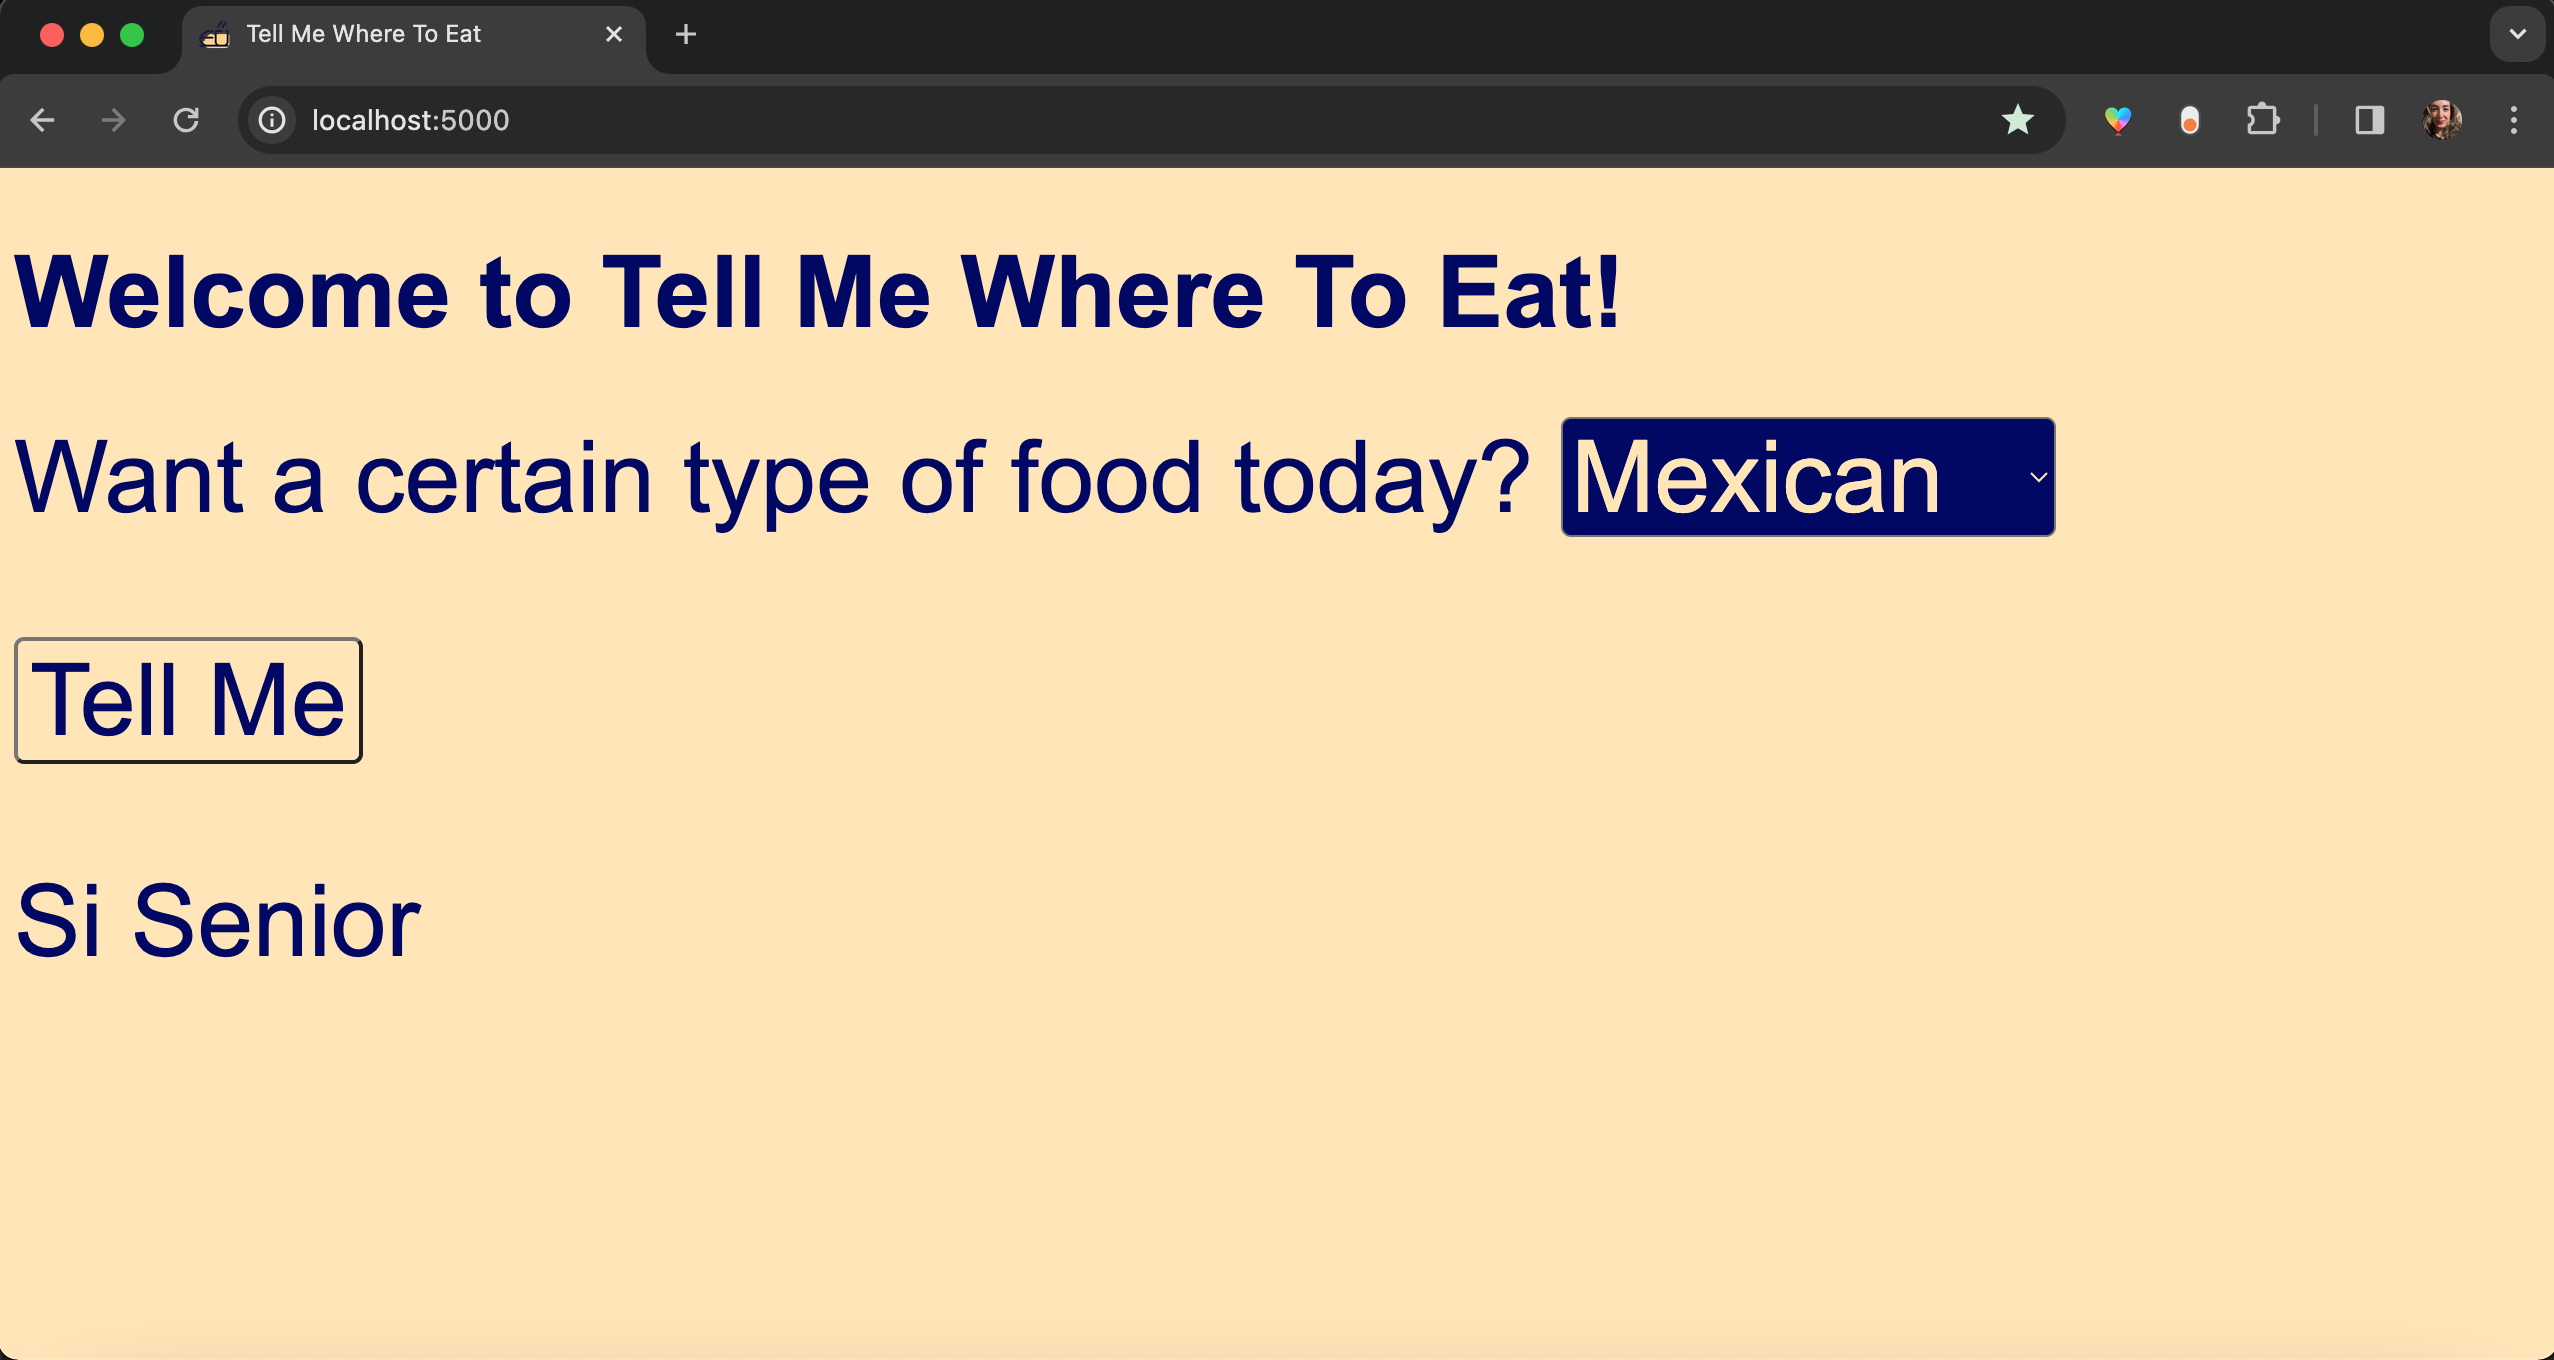 Tell Me Where To Eat
localhost:5000
Welcome to Tell Me Where To Eat!
Want a certain type of food today? Mexican
Tell Me
Si Senior